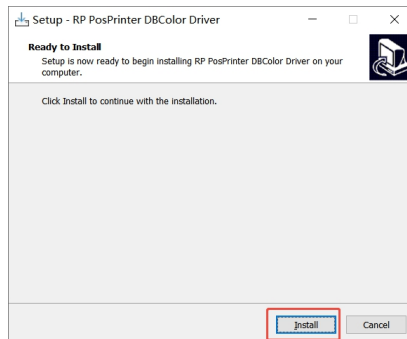 Setup - RP PosPrinter DBColor Driver
Ready to Install
Setup is now ready to begin installing RP PosPrinter DBColor Driver on your
computer.
Click Install to continue with the installation.
Install
Cancel